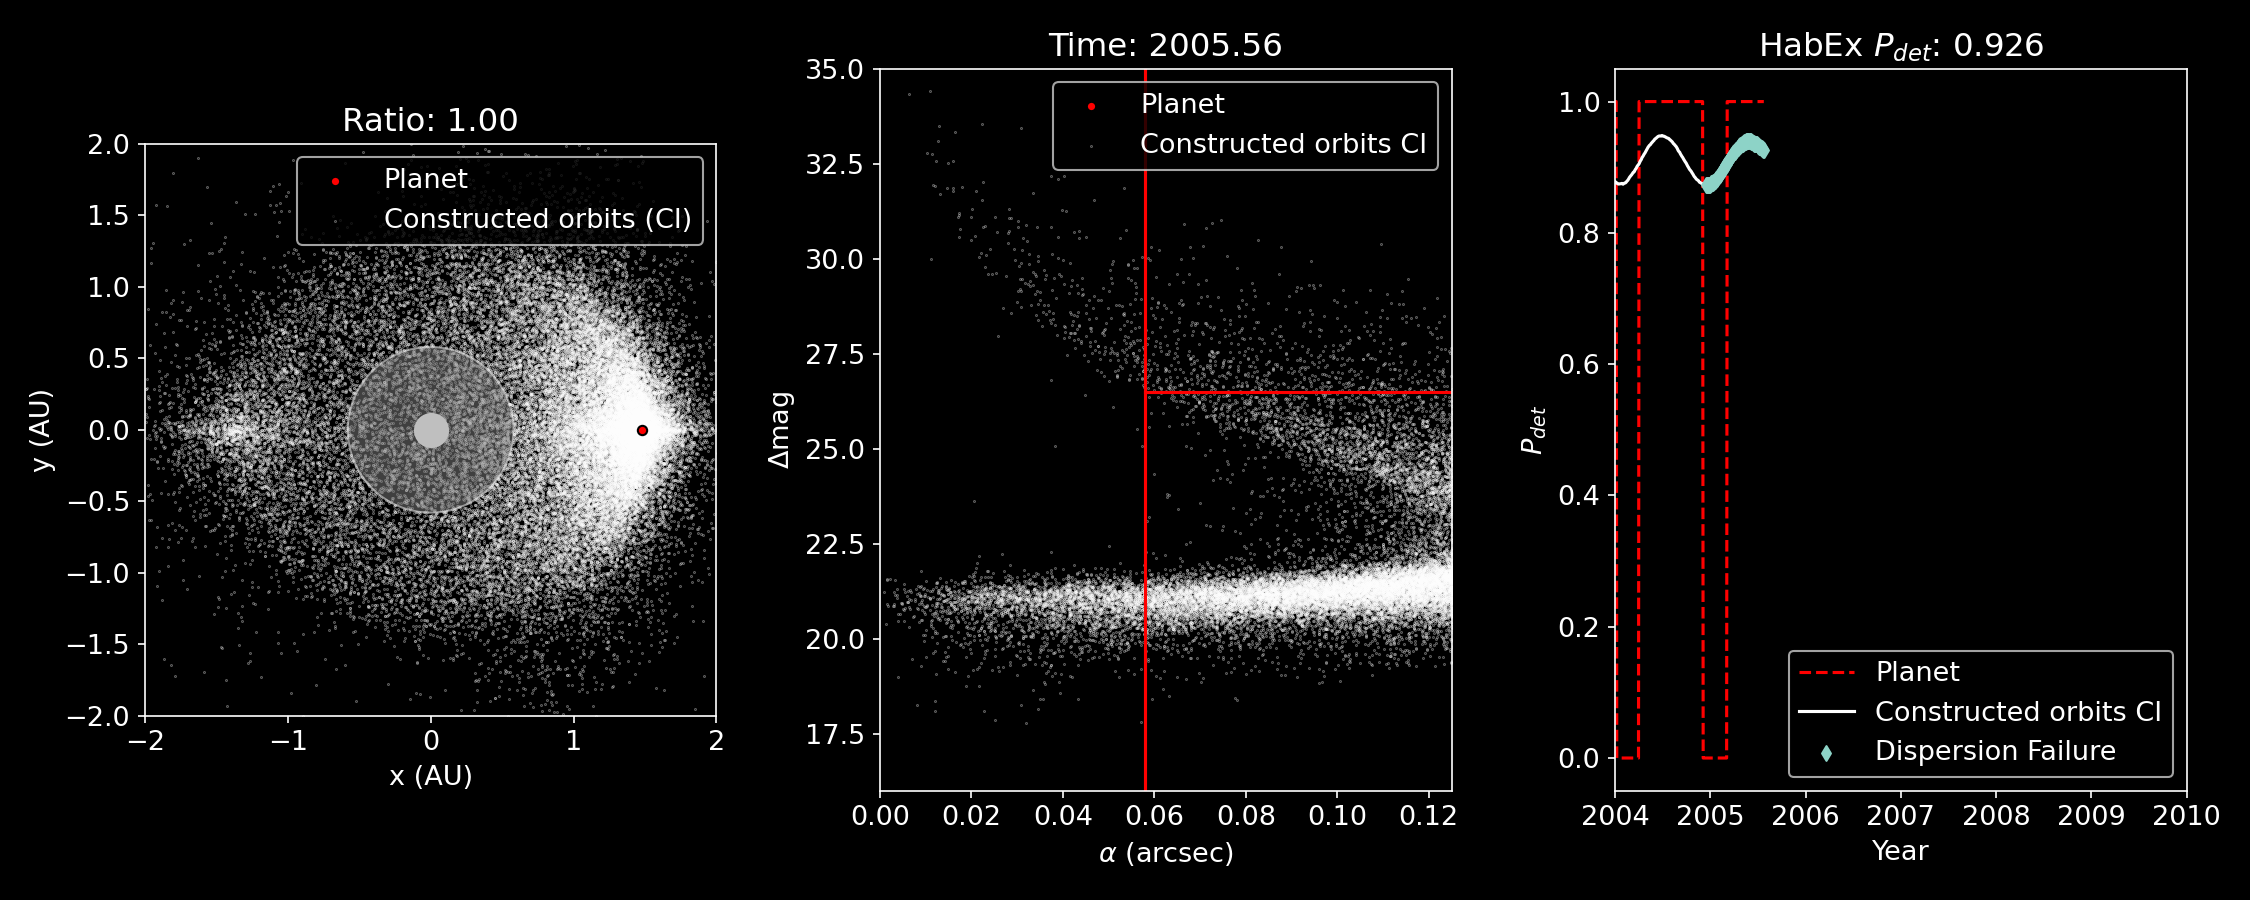 Ratio: 1.00
2.0
1.5
1.0
0.5
0.0
−0.5
−1.0
−1.5
−2.0
y (AU)
Planet
Constructed orbits (CI)
−2
−1
0
1
2
x (AU)
Time: 2005.56
35.0
32.5
30.0
27.5
25.0
22.5
20.0
17.5
Δmag
Planet
Constructed orbits CI
0.00
0.02
0.04
0.06
0.08
0.10
0.12
α (arcsec)
HabEx P_det: 0.926
1.0
0.8
0.6
0.4
0.2
0.0
P_det
Planet
Constructed orbits CI
Dispersion Failure
2004
2005
2006
2007
2008
2009
2010
Year